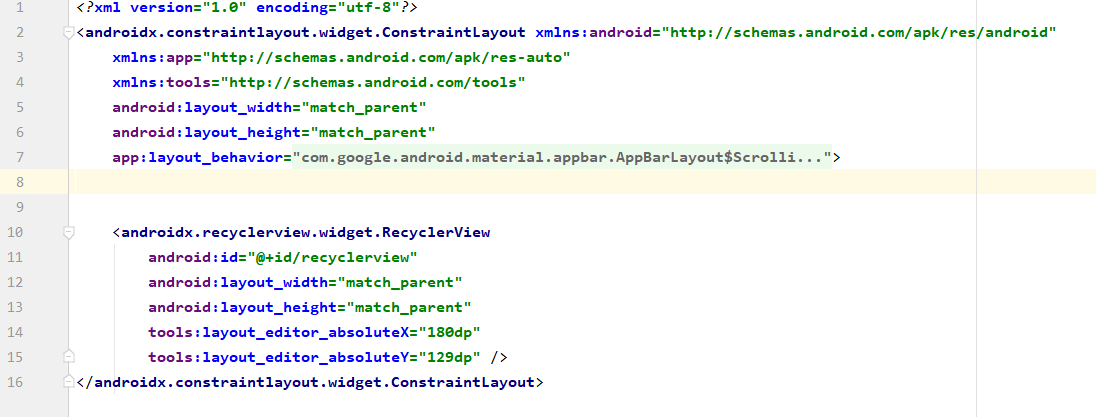 1 <?xml version="1.0" encoding="utf-8"?>
2 <androidx.constraintlayout.widget.ConstraintLayout xmlns:android="http://schemas.android.com/apk/res/android"
3     xmlns:app="http://schemas.android.com/apk/res-auto"
4     xmlns:tools="http://schemas.android.com/tools"
5     android:layout_width="match_parent"
6     android:layout_height="match_parent"
7     app:layout_behavior="com.google.android.material.appbar.AppBarLayout$Scrolli...">
8
9
10     <androidx.recyclerview.widget.RecyclerView
11         android:id="@+id/recyclerview"
12         android:layout_width="match_parent"
13         android:layout_height="match_parent"
14         tools:layout_editor_absoluteX="180dp"
15         tools:layout_editor_absoluteY="129dp" />
16 </androidx.constraintlayout.widget.ConstraintLayout>